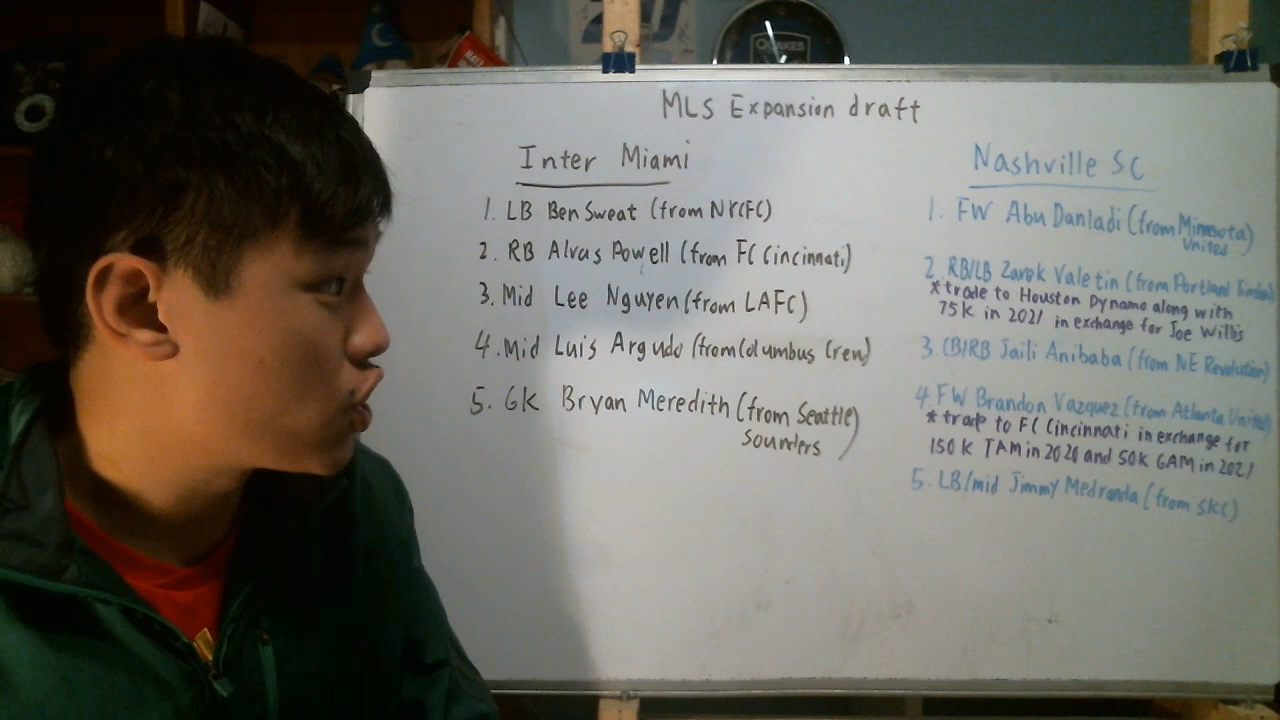 QUAKES
MLS Expansion draft
Inter Miami
1. LB Ben Sweat (from NYCFC)
2. RB Alvas Powell (from FC Cincinnati)
3. Mid Lee Nguyen (from LAFC)
4. Mid Luis Argudo (from Columbus Crew)
5. GK Bryan Meredith (from Seattle
Sounders)
Nashville SC
1. FW Abu Danladi (from Minnesota
United)
2. RB/LB Zarek Valetin (from Portland Timbers)
*trade to Houston Dynamo along with
75K in 2021 in exchange for Joe Willis
3. CB/RB Jalil Anibaba (from NE Revolution)
4. FW Brandon Vazquez (from Atlanta United)
*trade to FC Cincinnati in exchange for
150K TAM in 2020 and 50K GAM in 2021
5. LB/mid Jimmy Medranda (from SKC)